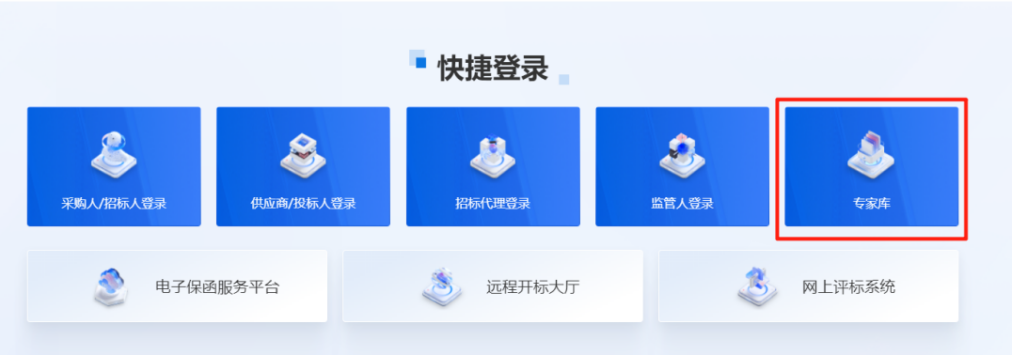 快捷登录
采购人/招标人登录
供应商/投标人登录
招标代理登录
监管人登录
专家库
电子保函服务平台
远程开标大厅
网上评标系统